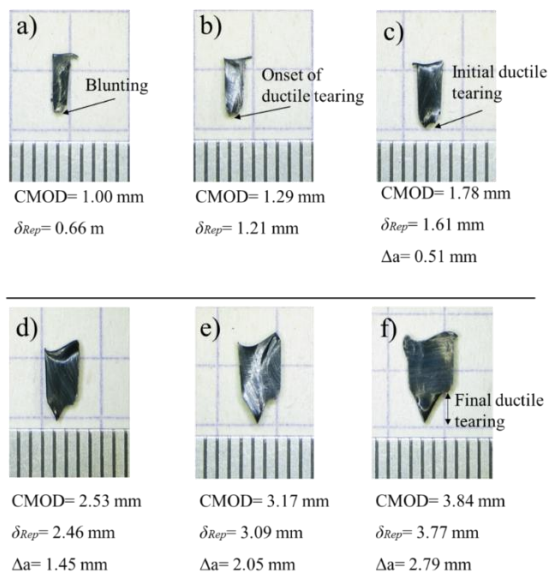 a)
b)
c)
Blunting
Onset of
ductile tearing
Initial ductile
tearing
CMOD= 1.00 mm
δRep= 0.66 m
CMOD= 1.29 mm
δRep= 1.21 mm
CMOD= 1.78 mm
δRep= 1.61 mm
Δa= 0.51 mm
d)
e)
f)
Final ductile
tearing
CMOD= 2.53 mm
δRep= 2.46 mm
Δa= 1.45 mm
CMOD= 3.17 mm
δRep= 3.09 mm
Δa= 2.05 mm
CMOD= 3.84 mm
δRep= 3.77 mm
Δa= 2.79 mm